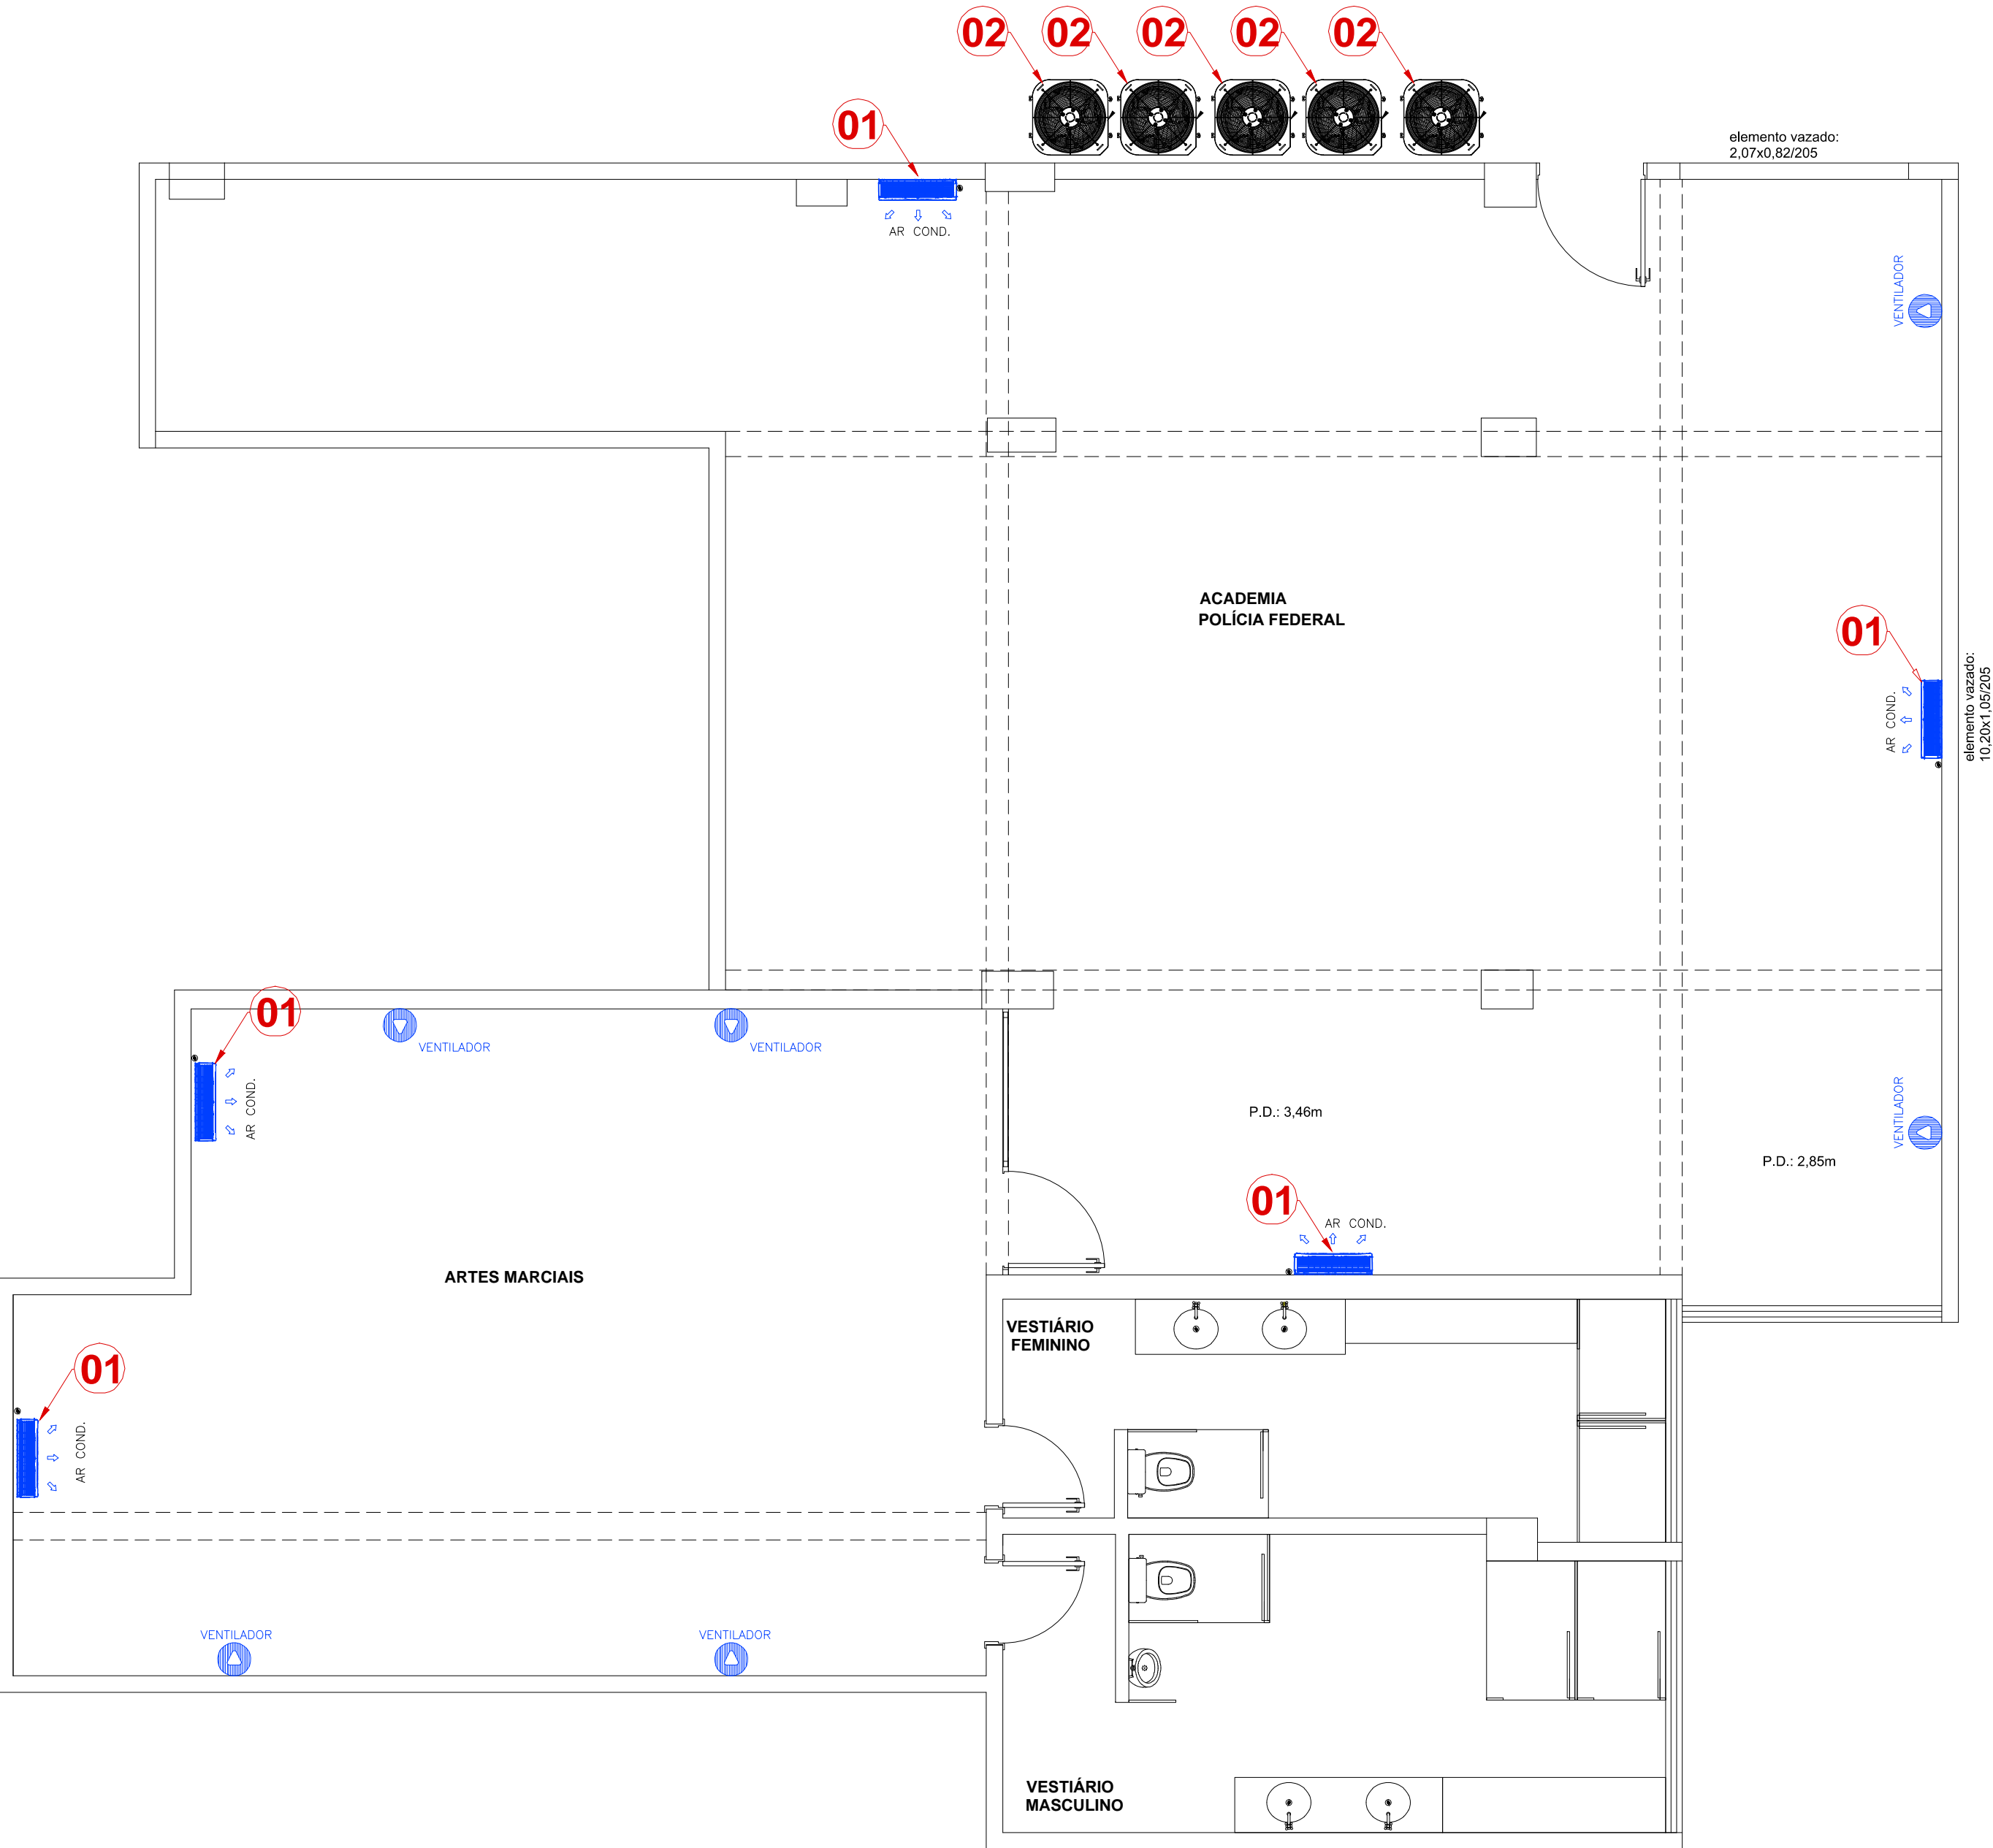 02 02 02 02 02
01
elemento vazado:
2,07x0,82/205
AR COND.
VENTILADOR
ACADEMIA
POLÍCIA FEDERAL
01
AR COND.
elemento vazado:
10,20x1,05/205
01
VENTILADOR
VENTILADOR
AR COND.
VENTILADOR
P.D.: 3,46m
P.D.: 2,85m
01
AR COND.
ARTES MARCIAIS
VESTIÁRIO
FEMININO
01
AR COND.
VENTILADOR
VENTILADOR
VESTIÁRIO
MASCULINO